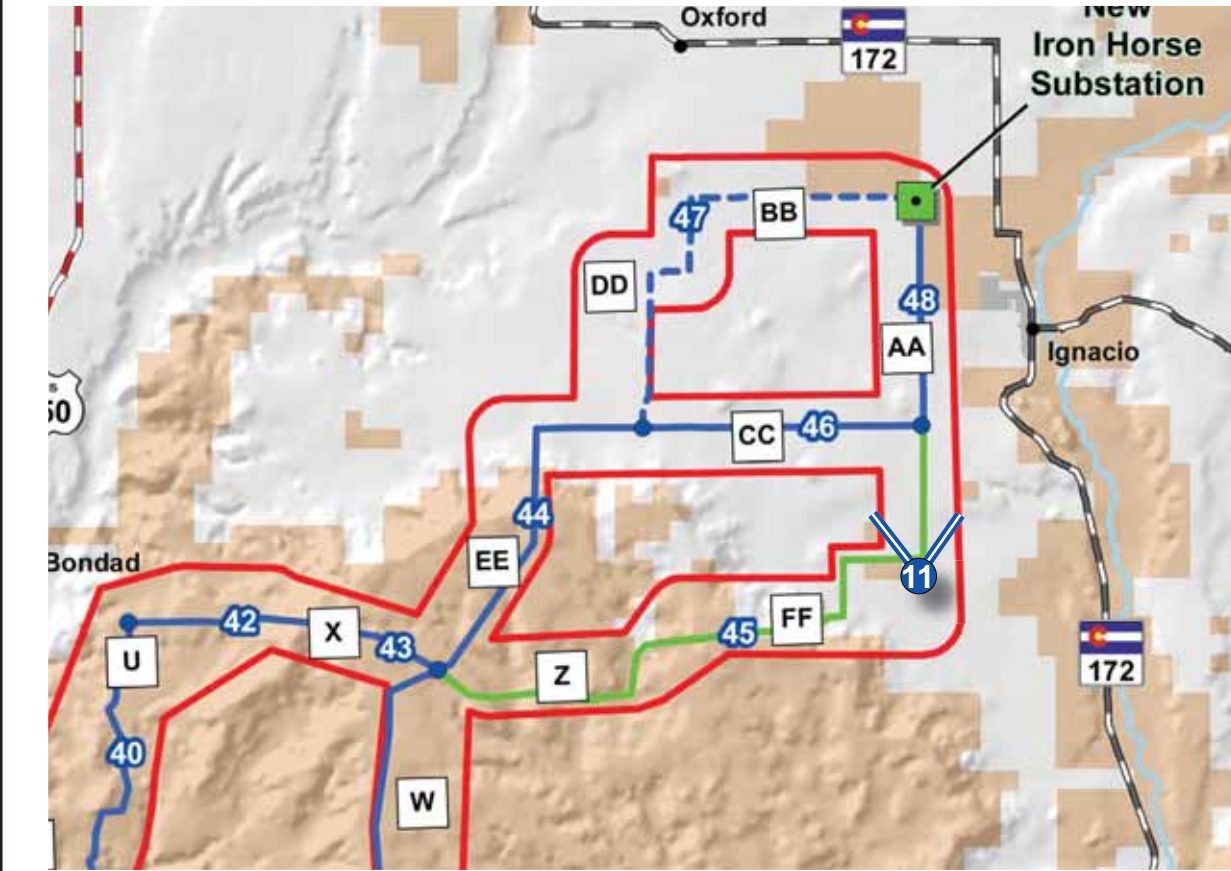 Oxford
172
New
Iron Horse
Substation
47
BB
DD
48
AA
Ignacio
50
CC
46
44
EE
Bondad
11
42
X
43
U
45
FF
Z
172
40
W